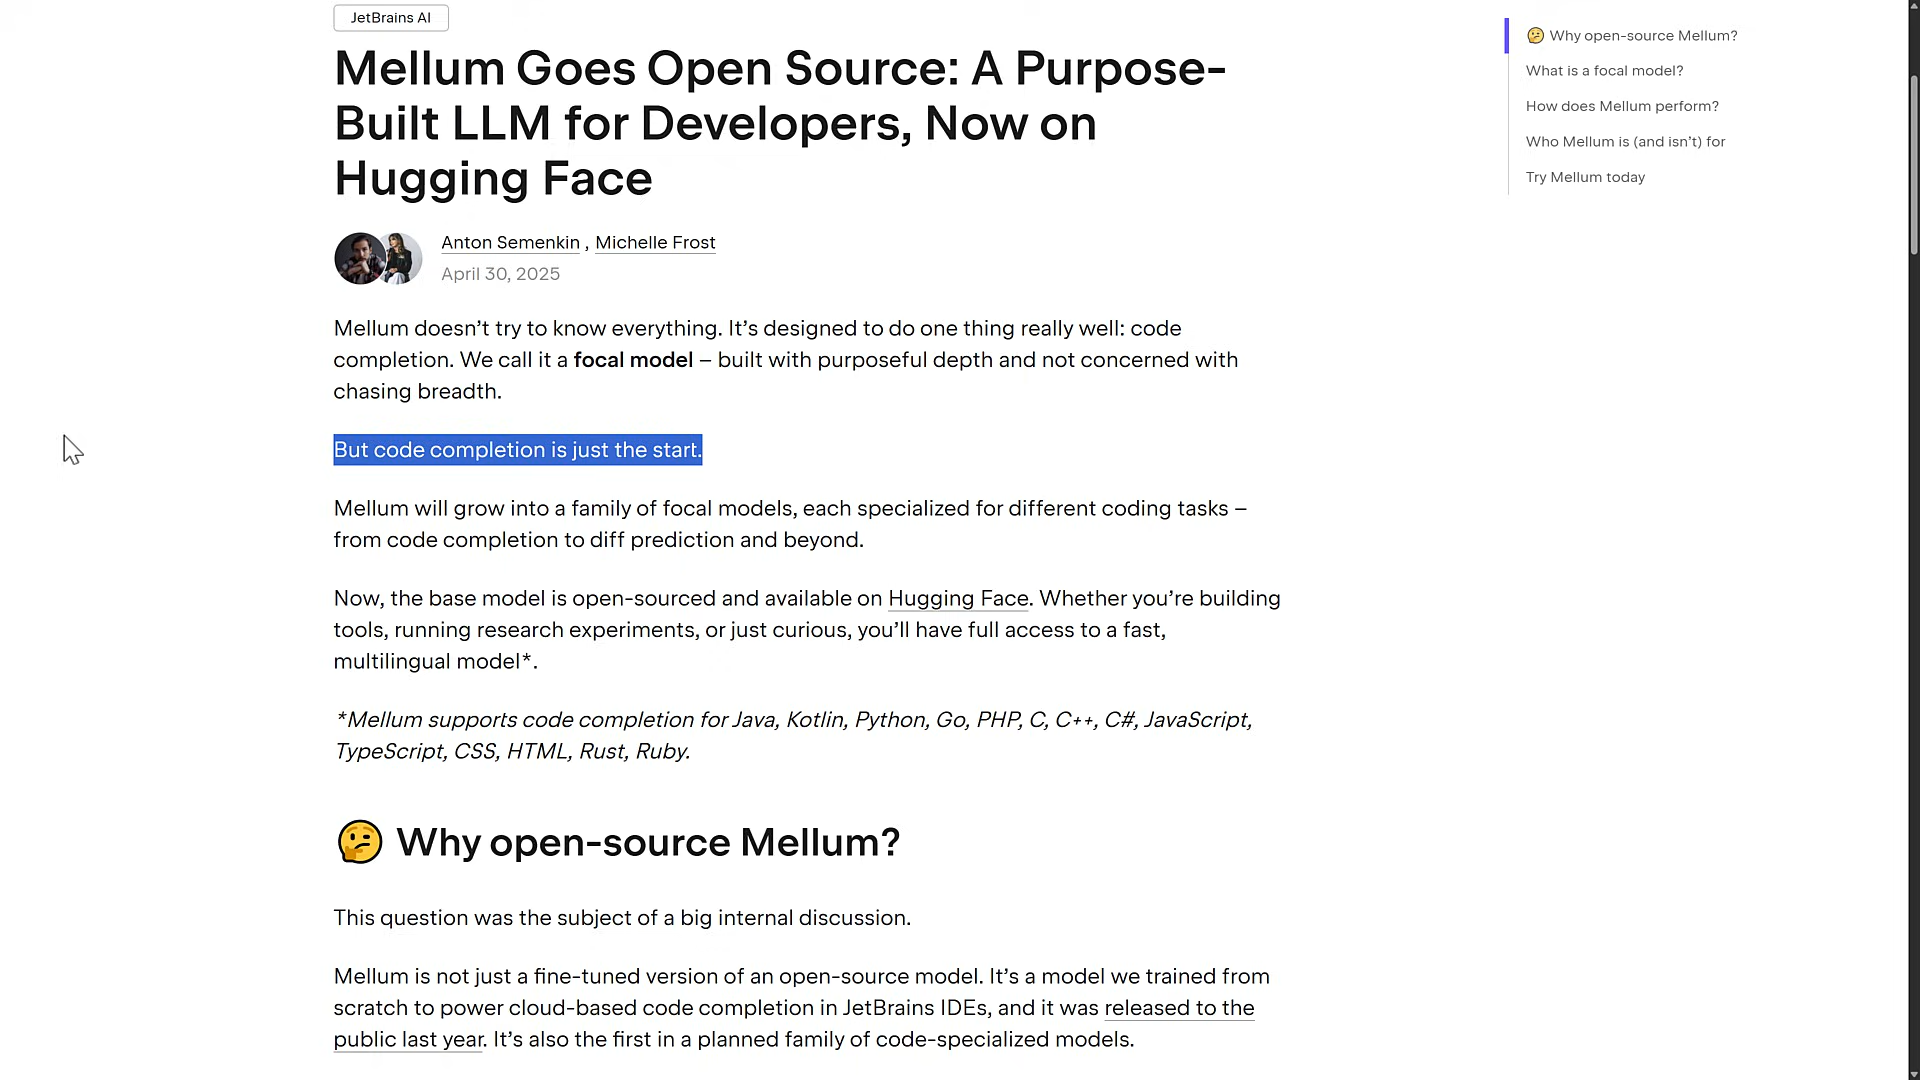 JetBrains AI
Mellum Goes Open Source: A Purpose-
Built LLM for Developers, Now on
Hugging Face
Anton Semenkin , Michelle Frost
April 30, 2025
Mellum doesn’t try to know everything. It’s designed to do one thing really well: code
completion. We call it a focal model – built with purposeful depth and not concerned with
chasing breadth.
But code completion is just the start.
Mellum will grow into a family of focal models, each specialized for different coding tasks –
from code completion to diff prediction and beyond.
Now, the base model is open-sourced and available on Hugging Face. Whether you’re building
tools, running research experiments, or just curious, you’ll have full access to a fast,
multilingual model*.
*Mellum supports code completion for Java, Kotlin, Python, Go, PHP, C, C++, C#, JavaScript,
TypeScript, CSS, HTML, Rust, Ruby.
🤔 Why open-source Mellum?
This question was the subject of a big internal discussion.
Mellum is not just a fine-tuned version of an open-source model. It’s a model we trained from
scratch to power cloud-based code completion in JetBrains IDEs, and it was released to the
public last year. It’s also the first in a planned family of code-specialized models.
🤔 Why open-source Mellum?
What is a focal model?
How does Mellum perform?
Who Mellum is (and isn’t) for
Try Mellum today